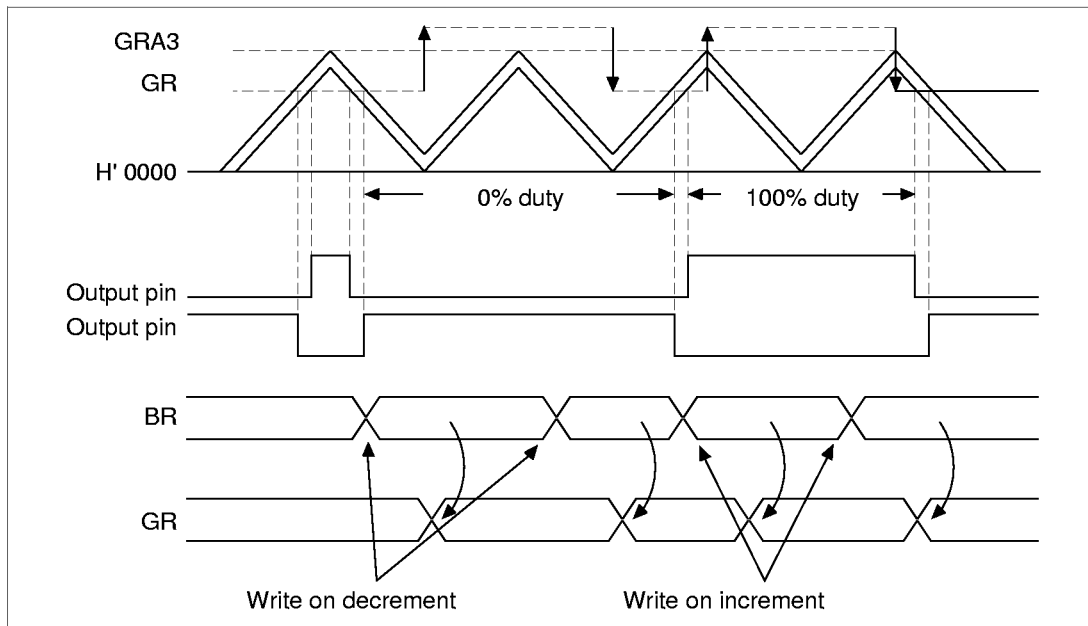 GRA3
GR
H' 0000
0% duty
100% duty
Output pin
Output pin
BR
GR
Write on decrement
Write on increment